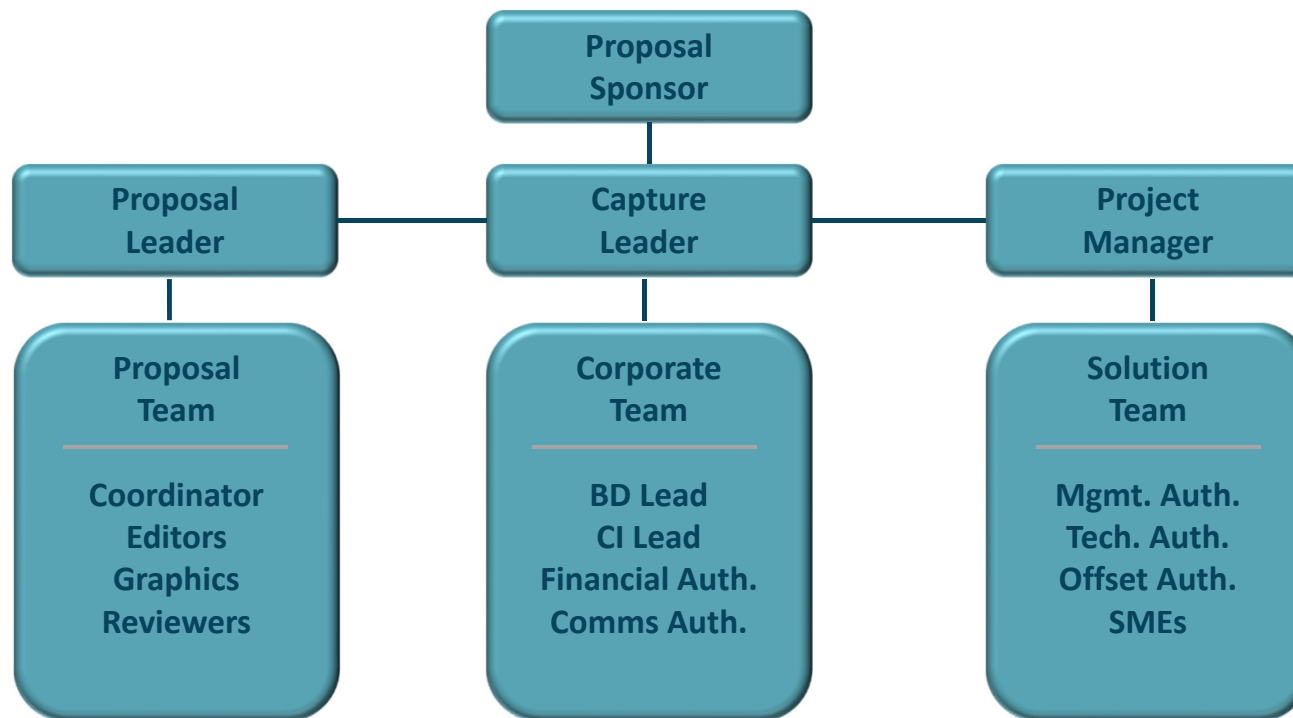 Proposal
Sponsor
Proposal
Leader
Capture
Leader
Project
Manager
Proposal
Team
Coordinator
Editors
Graphics
Reviewers
Corporate
Team
BD Lead
CI Lead
Financial Auth.
Comms Auth.
Solution
Team
Mgmt. Auth.
Tech. Auth.
Offset Auth.
SMEs